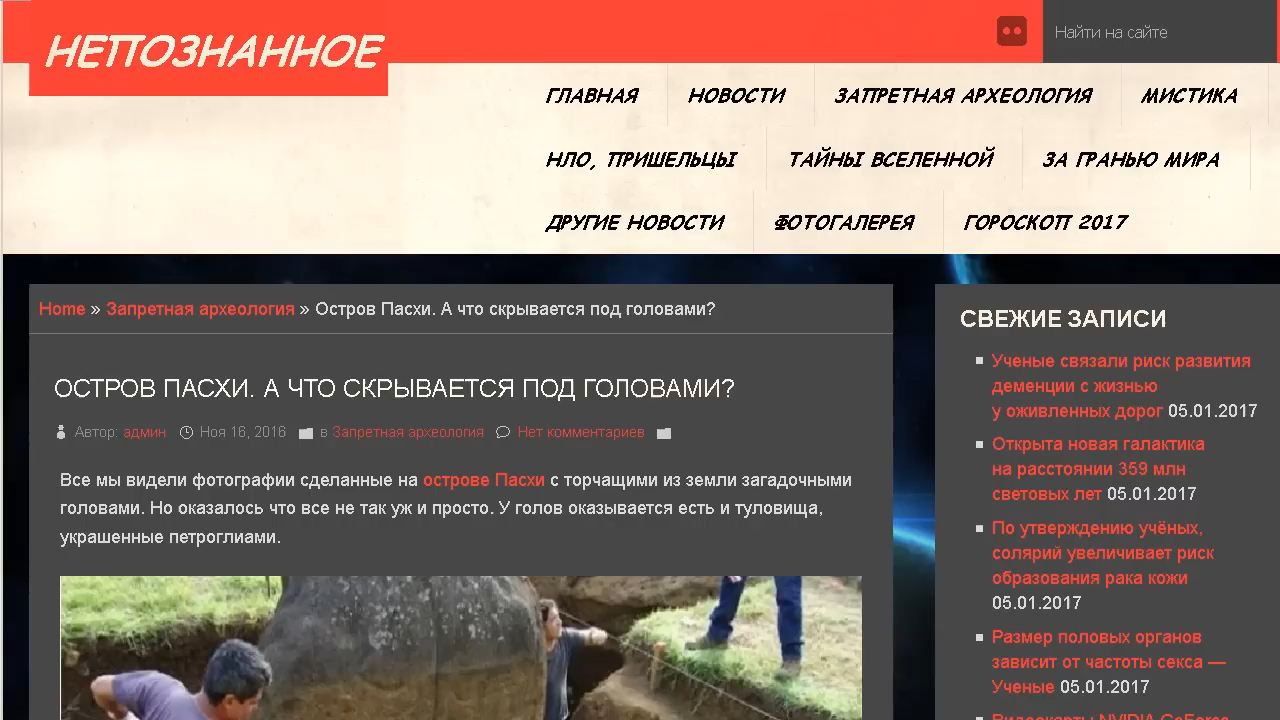 НЕПОЗНАННОЕ
Найти на сайте
ГЛАВНАЯ НОВОСТИ ЗАПРЕТНАЯ АРХЕОЛОГИЯ МИСТИКА
НЛО, ПРИШЕЛЬЦЫ ТАЙНЫ ВСЕЛЕННОЙ ЗА ГРАНЬЮ МИРА
ДРУГИЕ НОВОСТИ ФОТОГАЛЕРЕЯ ГОРОСКОП 2017
Home » Запретная археология » Остров Пасхи. А что скрывается под головами?
ОСТРОВ ПАСХИ. А ЧТО СКРЫВАЕТСЯ ПОД ГОЛОВАМИ?
Автор: админ Ноя 16, 2016 в Запретная археология Нет комментариев
Все мы видели фотографии сделанные на острове Пасхи с торчащими из земли загадочными
головами. Но оказалось что все не так уж и просто. У голов оказывается есть и туловища,
украшенные петроглиами.
СВЕЖИЕ ЗАПИСИ
Ученые связали риск развития
деменции с жизнью
у оживленных дорог 05.01.2017
Открыта новая галактика
на расстоянии 359 млн
световых лет 05.01.2017
По утверждению учёных,
солярий увеличивает риск
образования рака кожи
05.01.2017
Размер половых органов
зависит от частоты секса —
Ученые 05.01.2017
Видеокарты NVIDIA GeForce